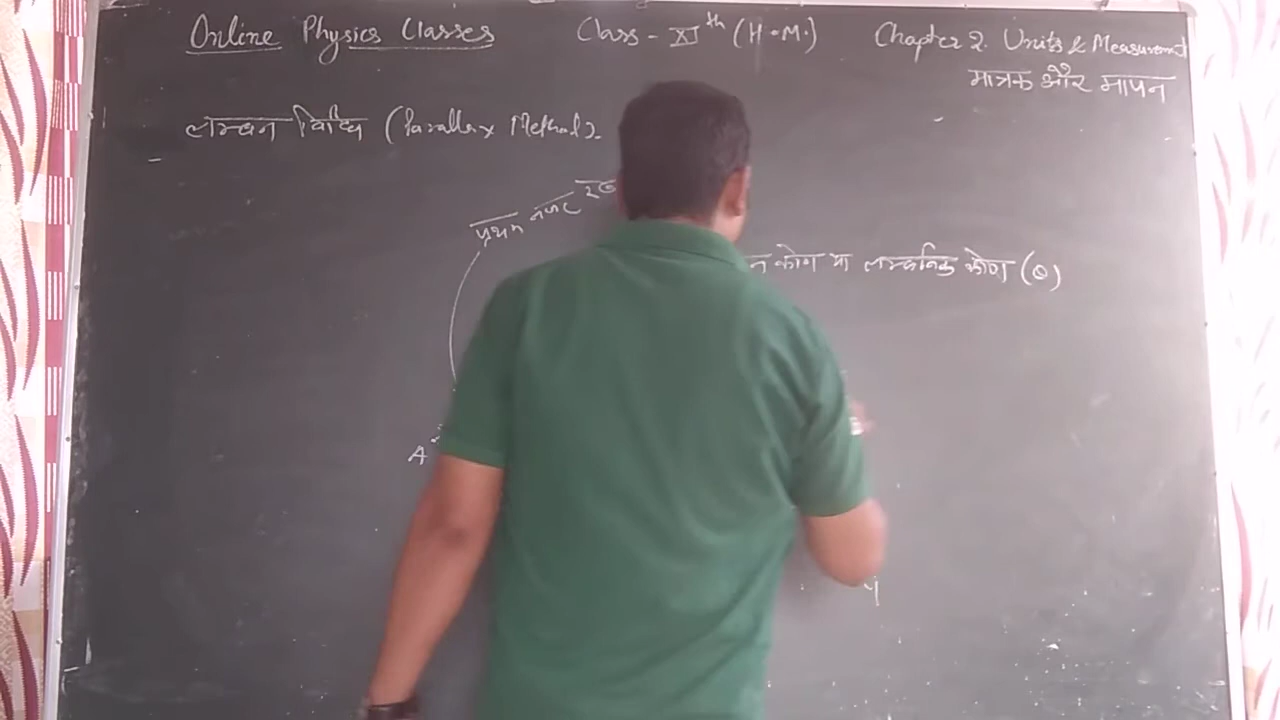 Online Physics Classes Class - XI th (H.M.) Chapter 2. Units & Measurement
मात्रक और मापन
लम्बन विधि (Parallax Method).
प्रथम
न कोण या लम्बनिक कोण (θ)
A